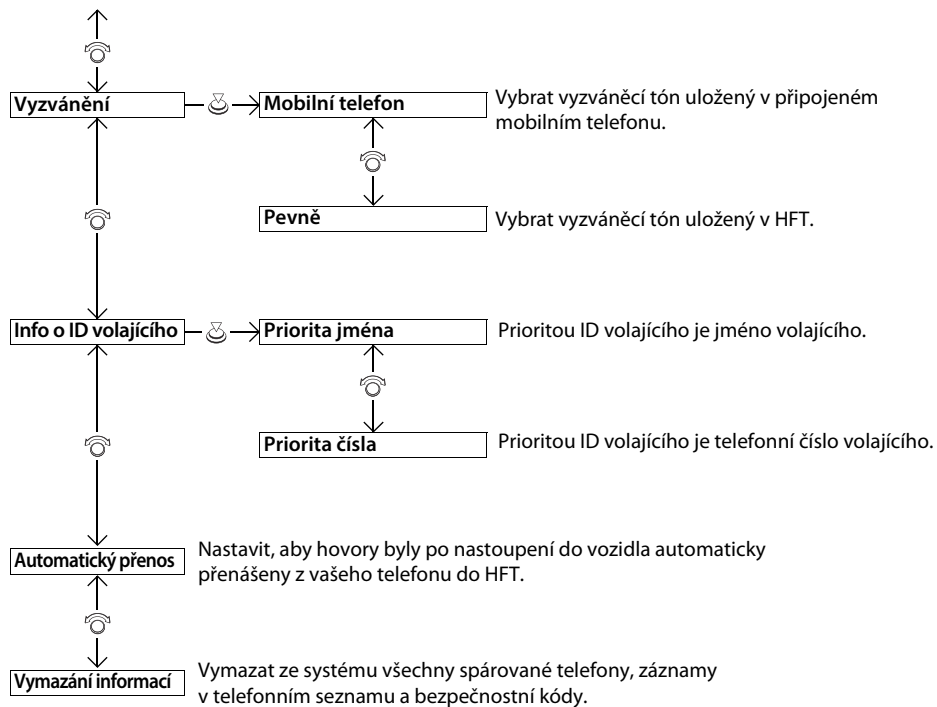 Vyzvánění
Mobilní telefon
Vybrat vyzváněcí tón uložený v připojeném
mobilním telefonu.
Pevně
Vybrat vyzváněcí tón uložený v HFT.
Info o ID volajícího
Priorita jména
Prioritou ID volajícího je jméno volajícího.
Priorita čísla
Prioritou ID volajícího je telefonní číslo volajícího.
Automatický přenos
Nastavit, aby hovory byly po nastoupení do vozidla automaticky
přenášeny z vašeho telefonu do HFT.
Vymazání informací
Vymazat ze systému všechny spárované telefony, záznamy
v telefonním seznamu a bezpečnostní kódy.